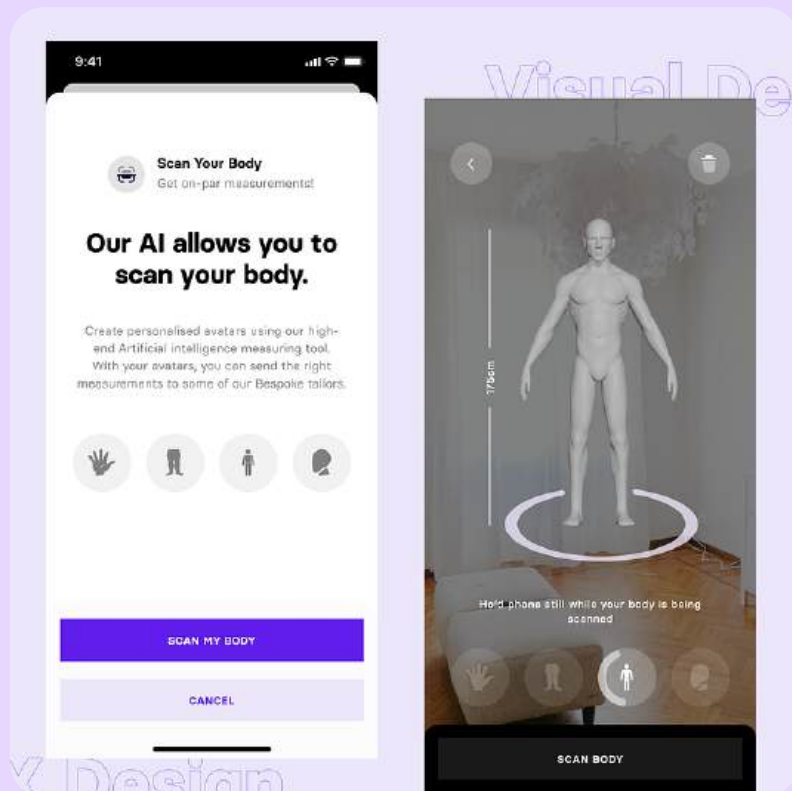 9:41
Scan Your Body
Get on-par measurements!
Our AI allows you to
scan your body.
Create personalised avatars using our high-
end Artificial intelligence measuring tool.
With your avatars, you can send the right
measurements to some of our Bespoke tailors.
SCAN MY BODY
CANCEL
X Design
Visual De
175cm
Hold phone still while your body is being
scanned
SCAN BODY